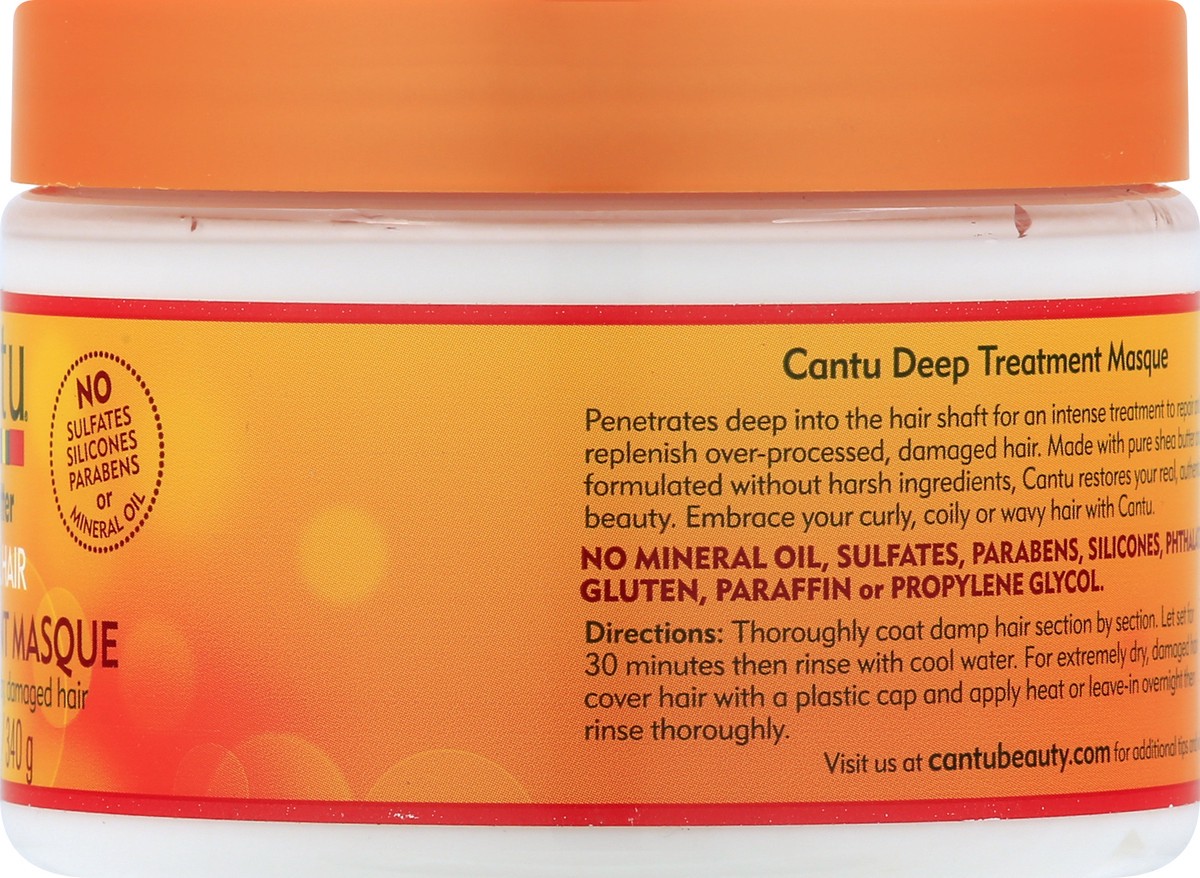 NO
SULFATES
SILICONES
PARABENS
or
MINERAL OIL
HAIR
MASQUE
damaged hair
340 g
Cantu Deep Treatment Masque
Penetrates deep into the hair shaft for an intense treatment to repair
replenish over-processed, damaged hair. Made with pure shea butter
formulated without harsh ingredients, Cantu restores your real,
beauty. Embrace your curly, coily or wavy hair with Cantu.
NO MINERAL OIL, SULFATES, PARABENS, SILICONES,
GLUTEN, PARAFFIN or PROPYLENE GLYCOL.
Directions: Thoroughly coat damp hair section by section. Let set for
30 minutes then rinse with cool water. For extremely dry, damaged
cover hair with a plastic cap and apply heat or leave-in overnight then
rinse thoroughly.
Visit us at cantubeauty.com for additional tips